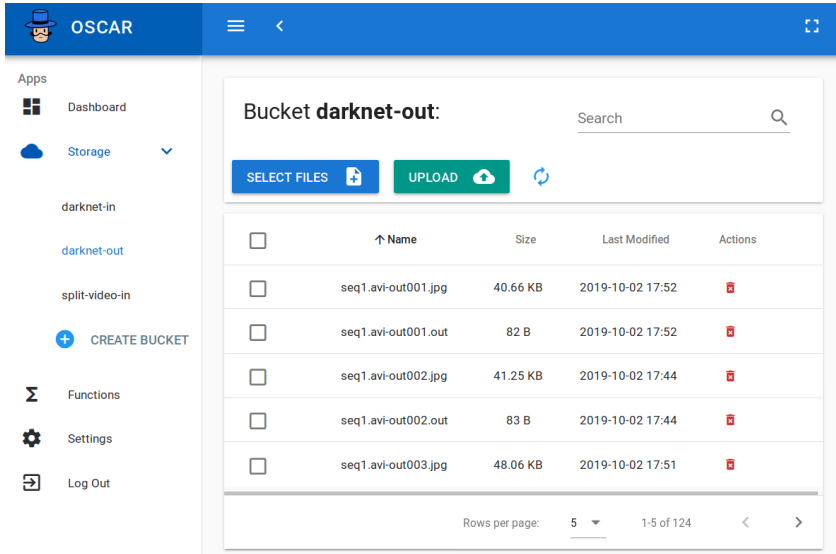 OSCAR
Apps
Dashboard
Storage
darknet-in
darknet-out
split-video-in
CREATE BUCKET
Functions
Settings
Log Out
Bucket darknet-out:
Search
SELECT FILES
UPLOAD
Name Size Last Modified Actions
seq1.avi-out001.jpg 40.66 KB 2019-10-02 17:52
seq1.avi-out001.out 82 B 2019-10-02 17:52
seq1.avi-out002.jpg 41.25 KB 2019-10-02 17:44
seq1.avi-out002.out 83 B 2019-10-02 17:44
seq1.avi-out003.jpg 48.06 KB 2019-10-02 17:51
Rows per page: 5 1-5 of 124